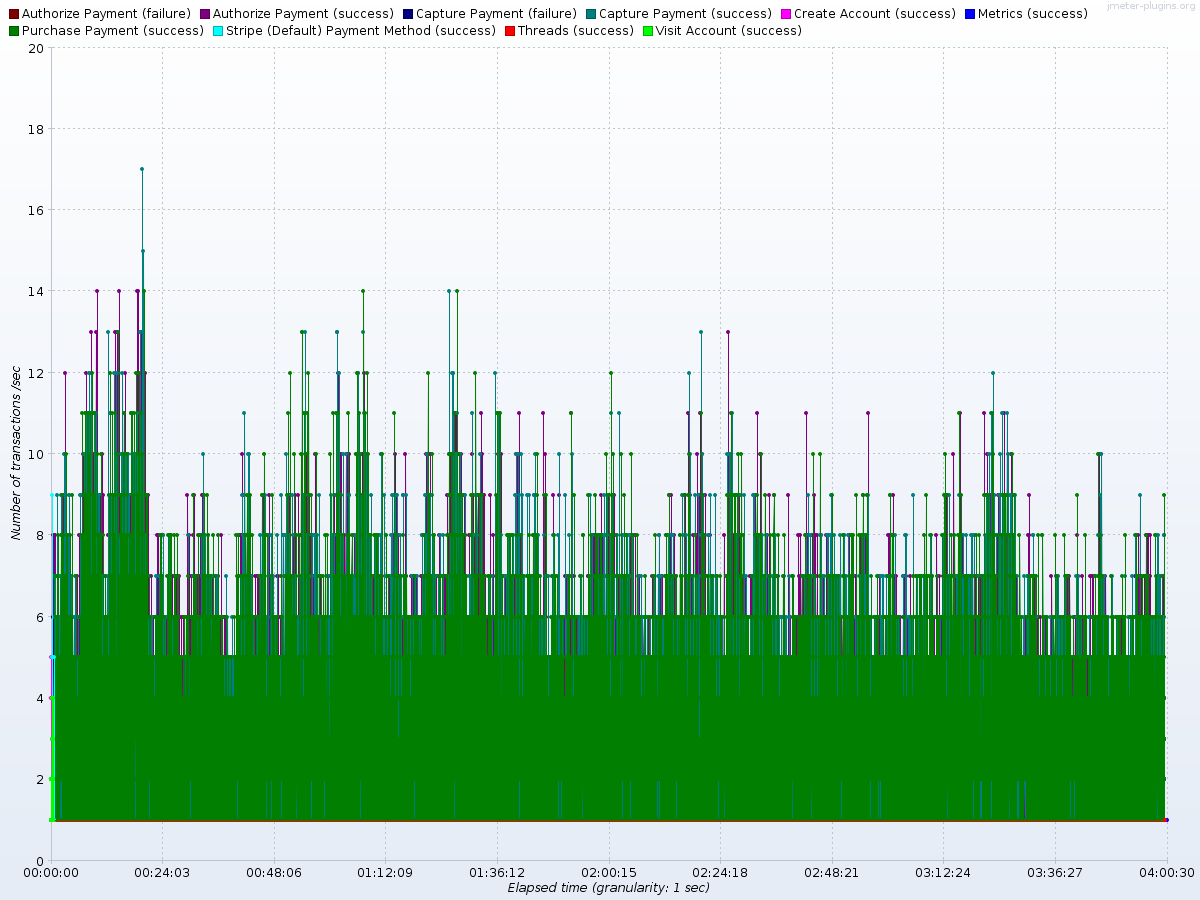 Authorize Payment (failure) Authorize Payment (success) Capture Payment (failure) Capture Payment (success) Create Account (success) Metrics (success)
jmeter-plugins.org
Purchase Payment (success) Stripe (Default) Payment Method (success) Threads (success) Visit Account (success)
20
18
16
14
12
10
8
6
4
2
0
Number of transactions /sec
00:00:00 00:24:03 00:48:06 01:12:09 01:36:12 02:00:15 02:24:18 02:48:21 03:12:24 03:36:27 04:00:30
Elapsed time (granularity: 1 sec)